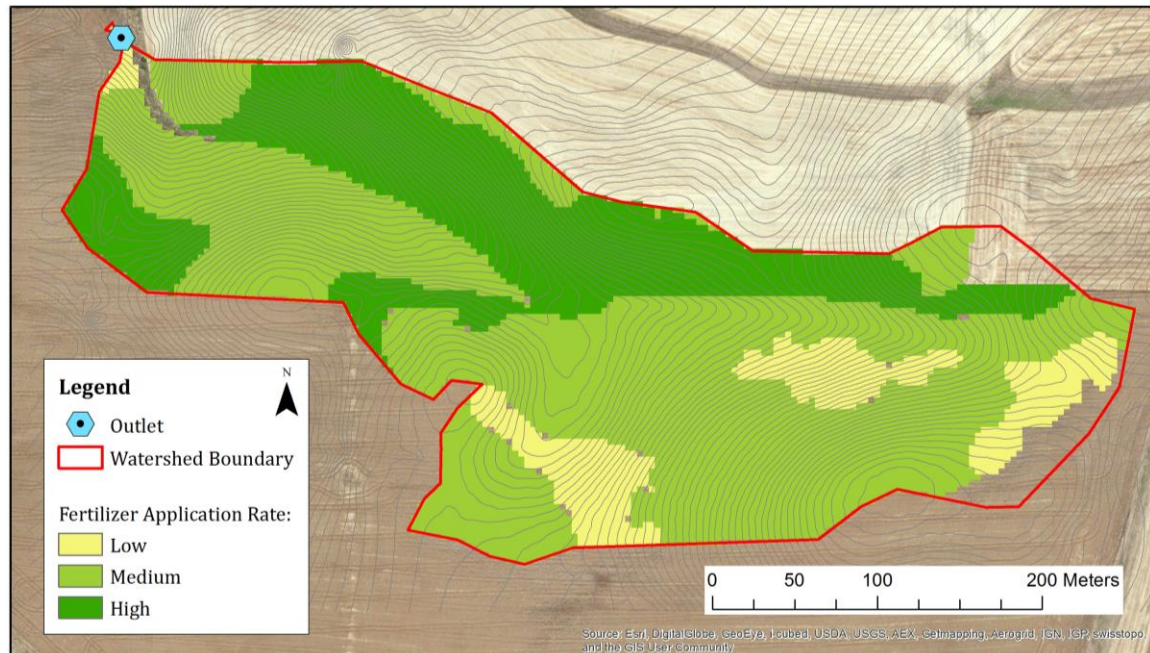 Legend
N
Outlet
Watershed Boundary
Fertilizer Application Rate:
Low
Medium
High
0 50 100 200 Meters
Source: Esri, DigitalGlobe, GeoEye, i-cubed, USDA, USGS, AEX, Getmapping, Aerogrid, IGN, IGP, swisstopo
and the GIS User Community